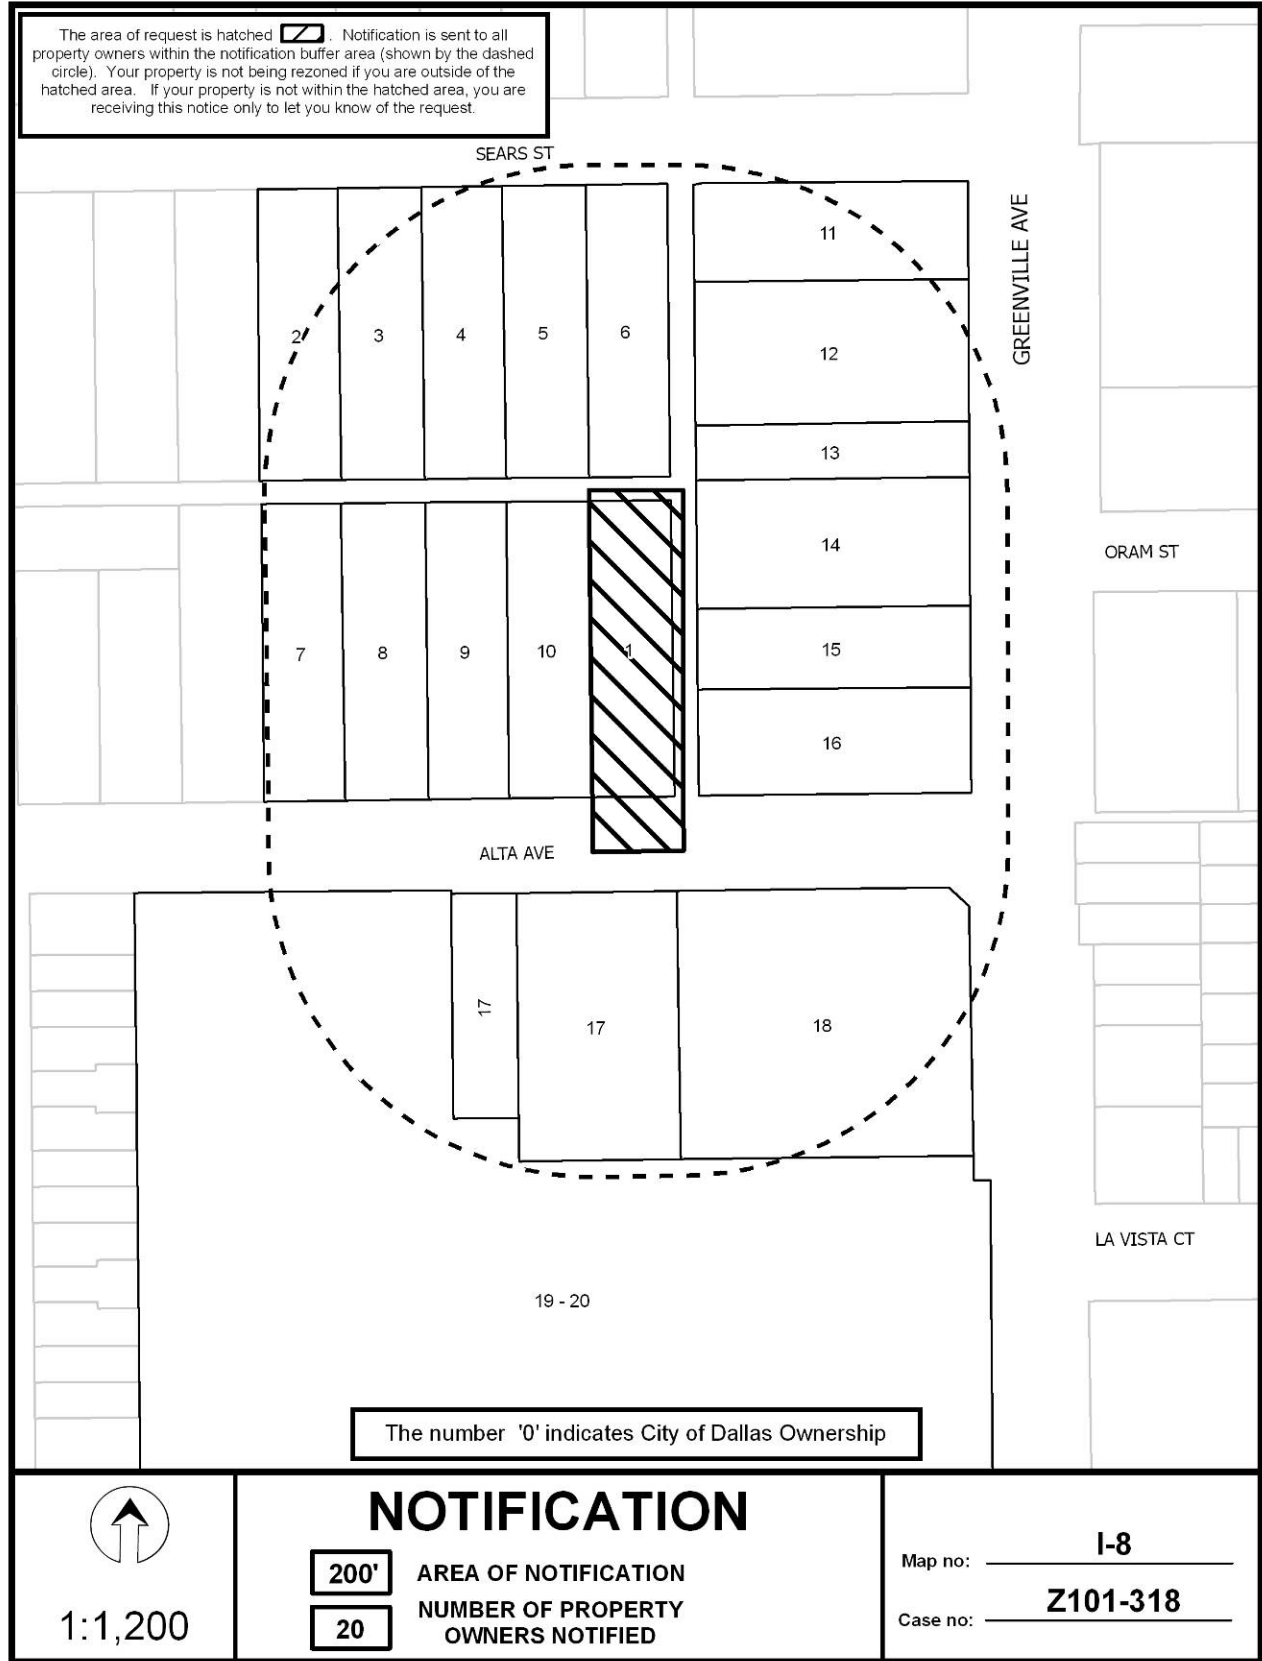 The area of request is hatched . Notification is sent to all
property owners within the notification buffer area (shown by the dashed
circle). Your property is not being rezoned if you are outside of the
hatched area. If your property is not within the hatched area, you are
receiving this notice only to let you know of the request.
SEARS ST
GREENVILLE AVE
11
2
3
4
5
6
12
13
14
ORAM ST
7
8
9
10
1
15
16
ALTA AVE
17
17
18
LA VISTA CT
19 - 20
The number '0' indicates City of Dallas Ownership
1:1,200
NOTIFICATION
200' AREA OF NOTIFICATION
20 NUMBER OF PROPERTY
OWNERS NOTIFIED
Map no: I-8
Case no: Z101-318